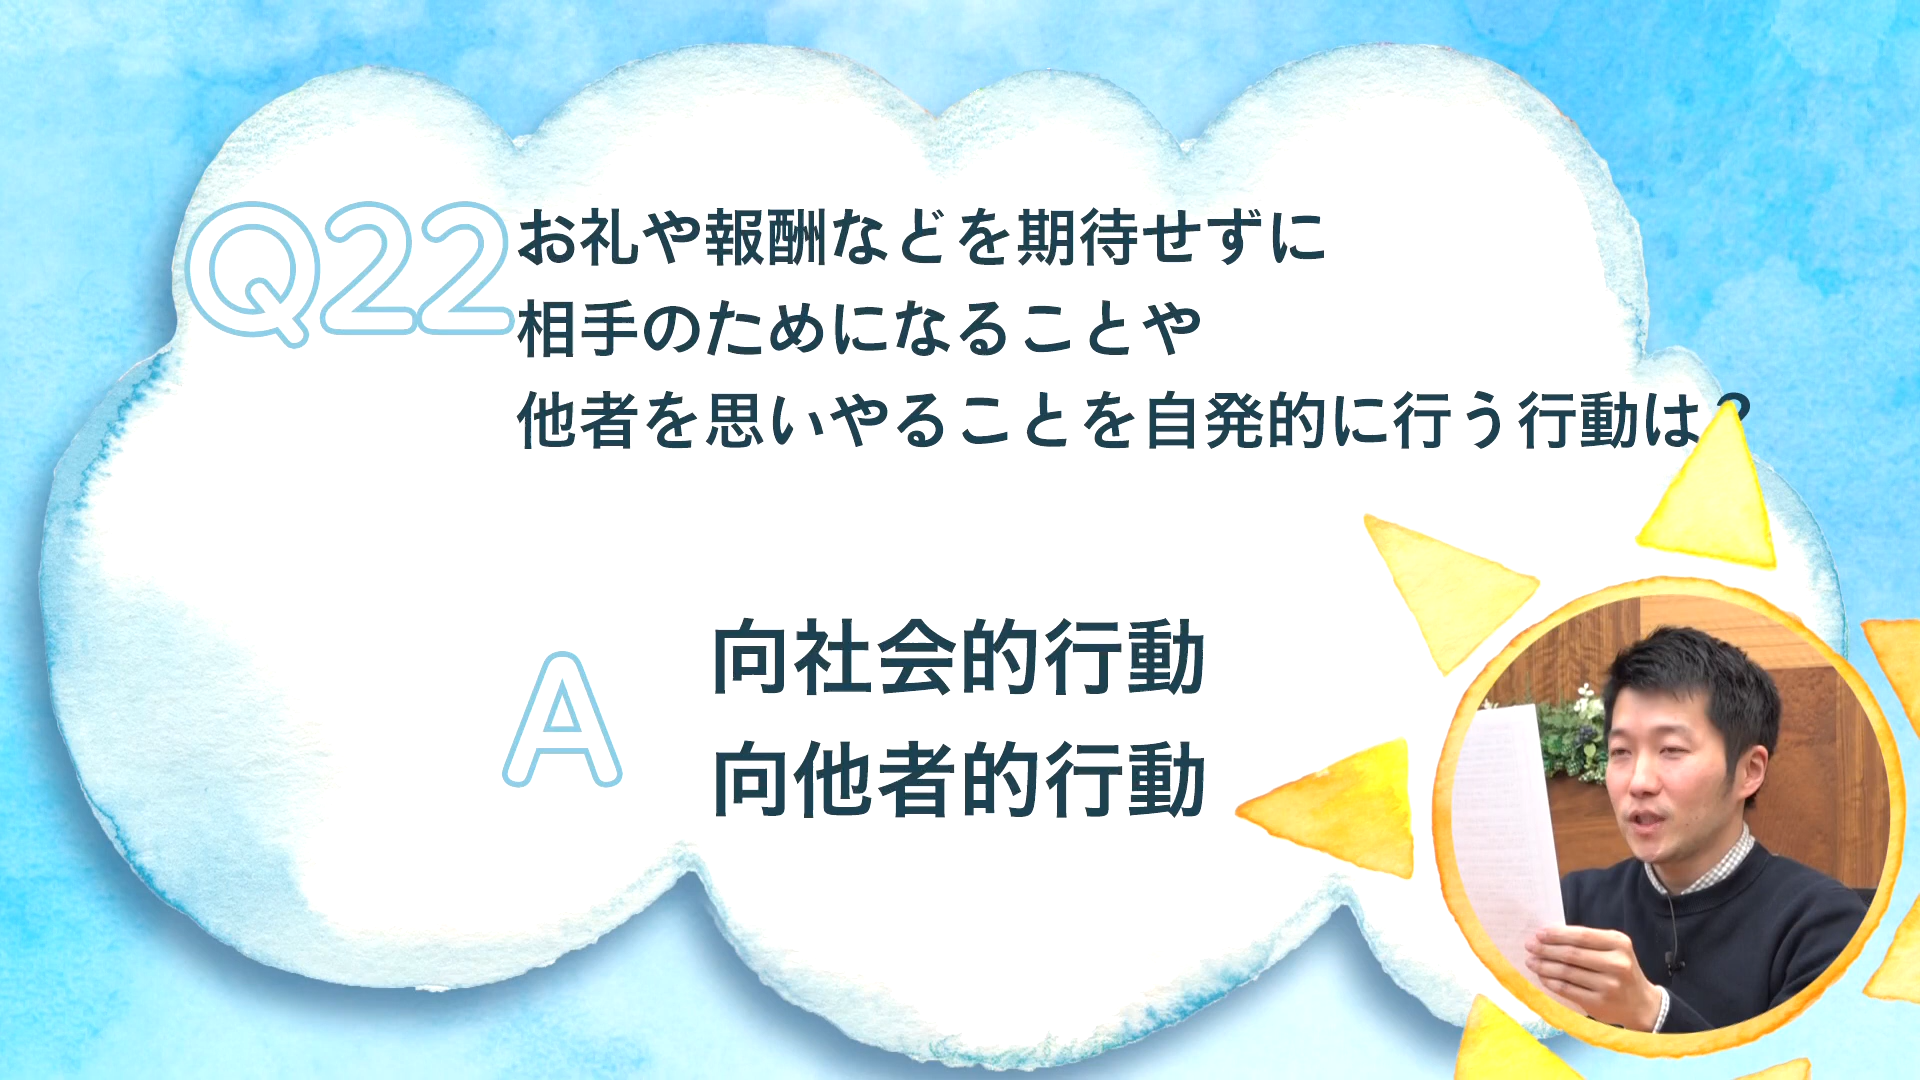 Q22
お礼や報酬などを期待せずに
相手のためになることや
他者を思いやることを自発的に行う行動は？
A
向社会的行動
向他者的行動